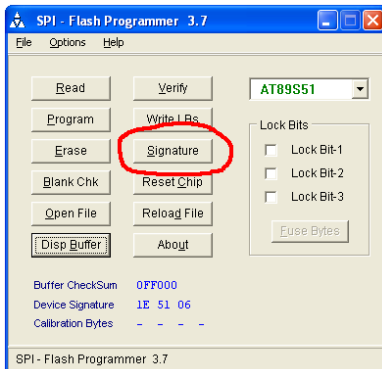 SPI - Flash Programmer 3.7
File Options Help
Read Verify AT89S51
Program Write LBs
Lock Bits
Erase Signature Lock Bit-1
Blank Chk Reset Chip Lock Bit-2
Lock Bit-3
Open File Reload File
Fuse Bytes
Disp Buffer About
Buffer CheckSum 0FF000
Device Signature 1E 51 06
Calibration Bytes - - - -
SPI - Flash Programmer 3.7